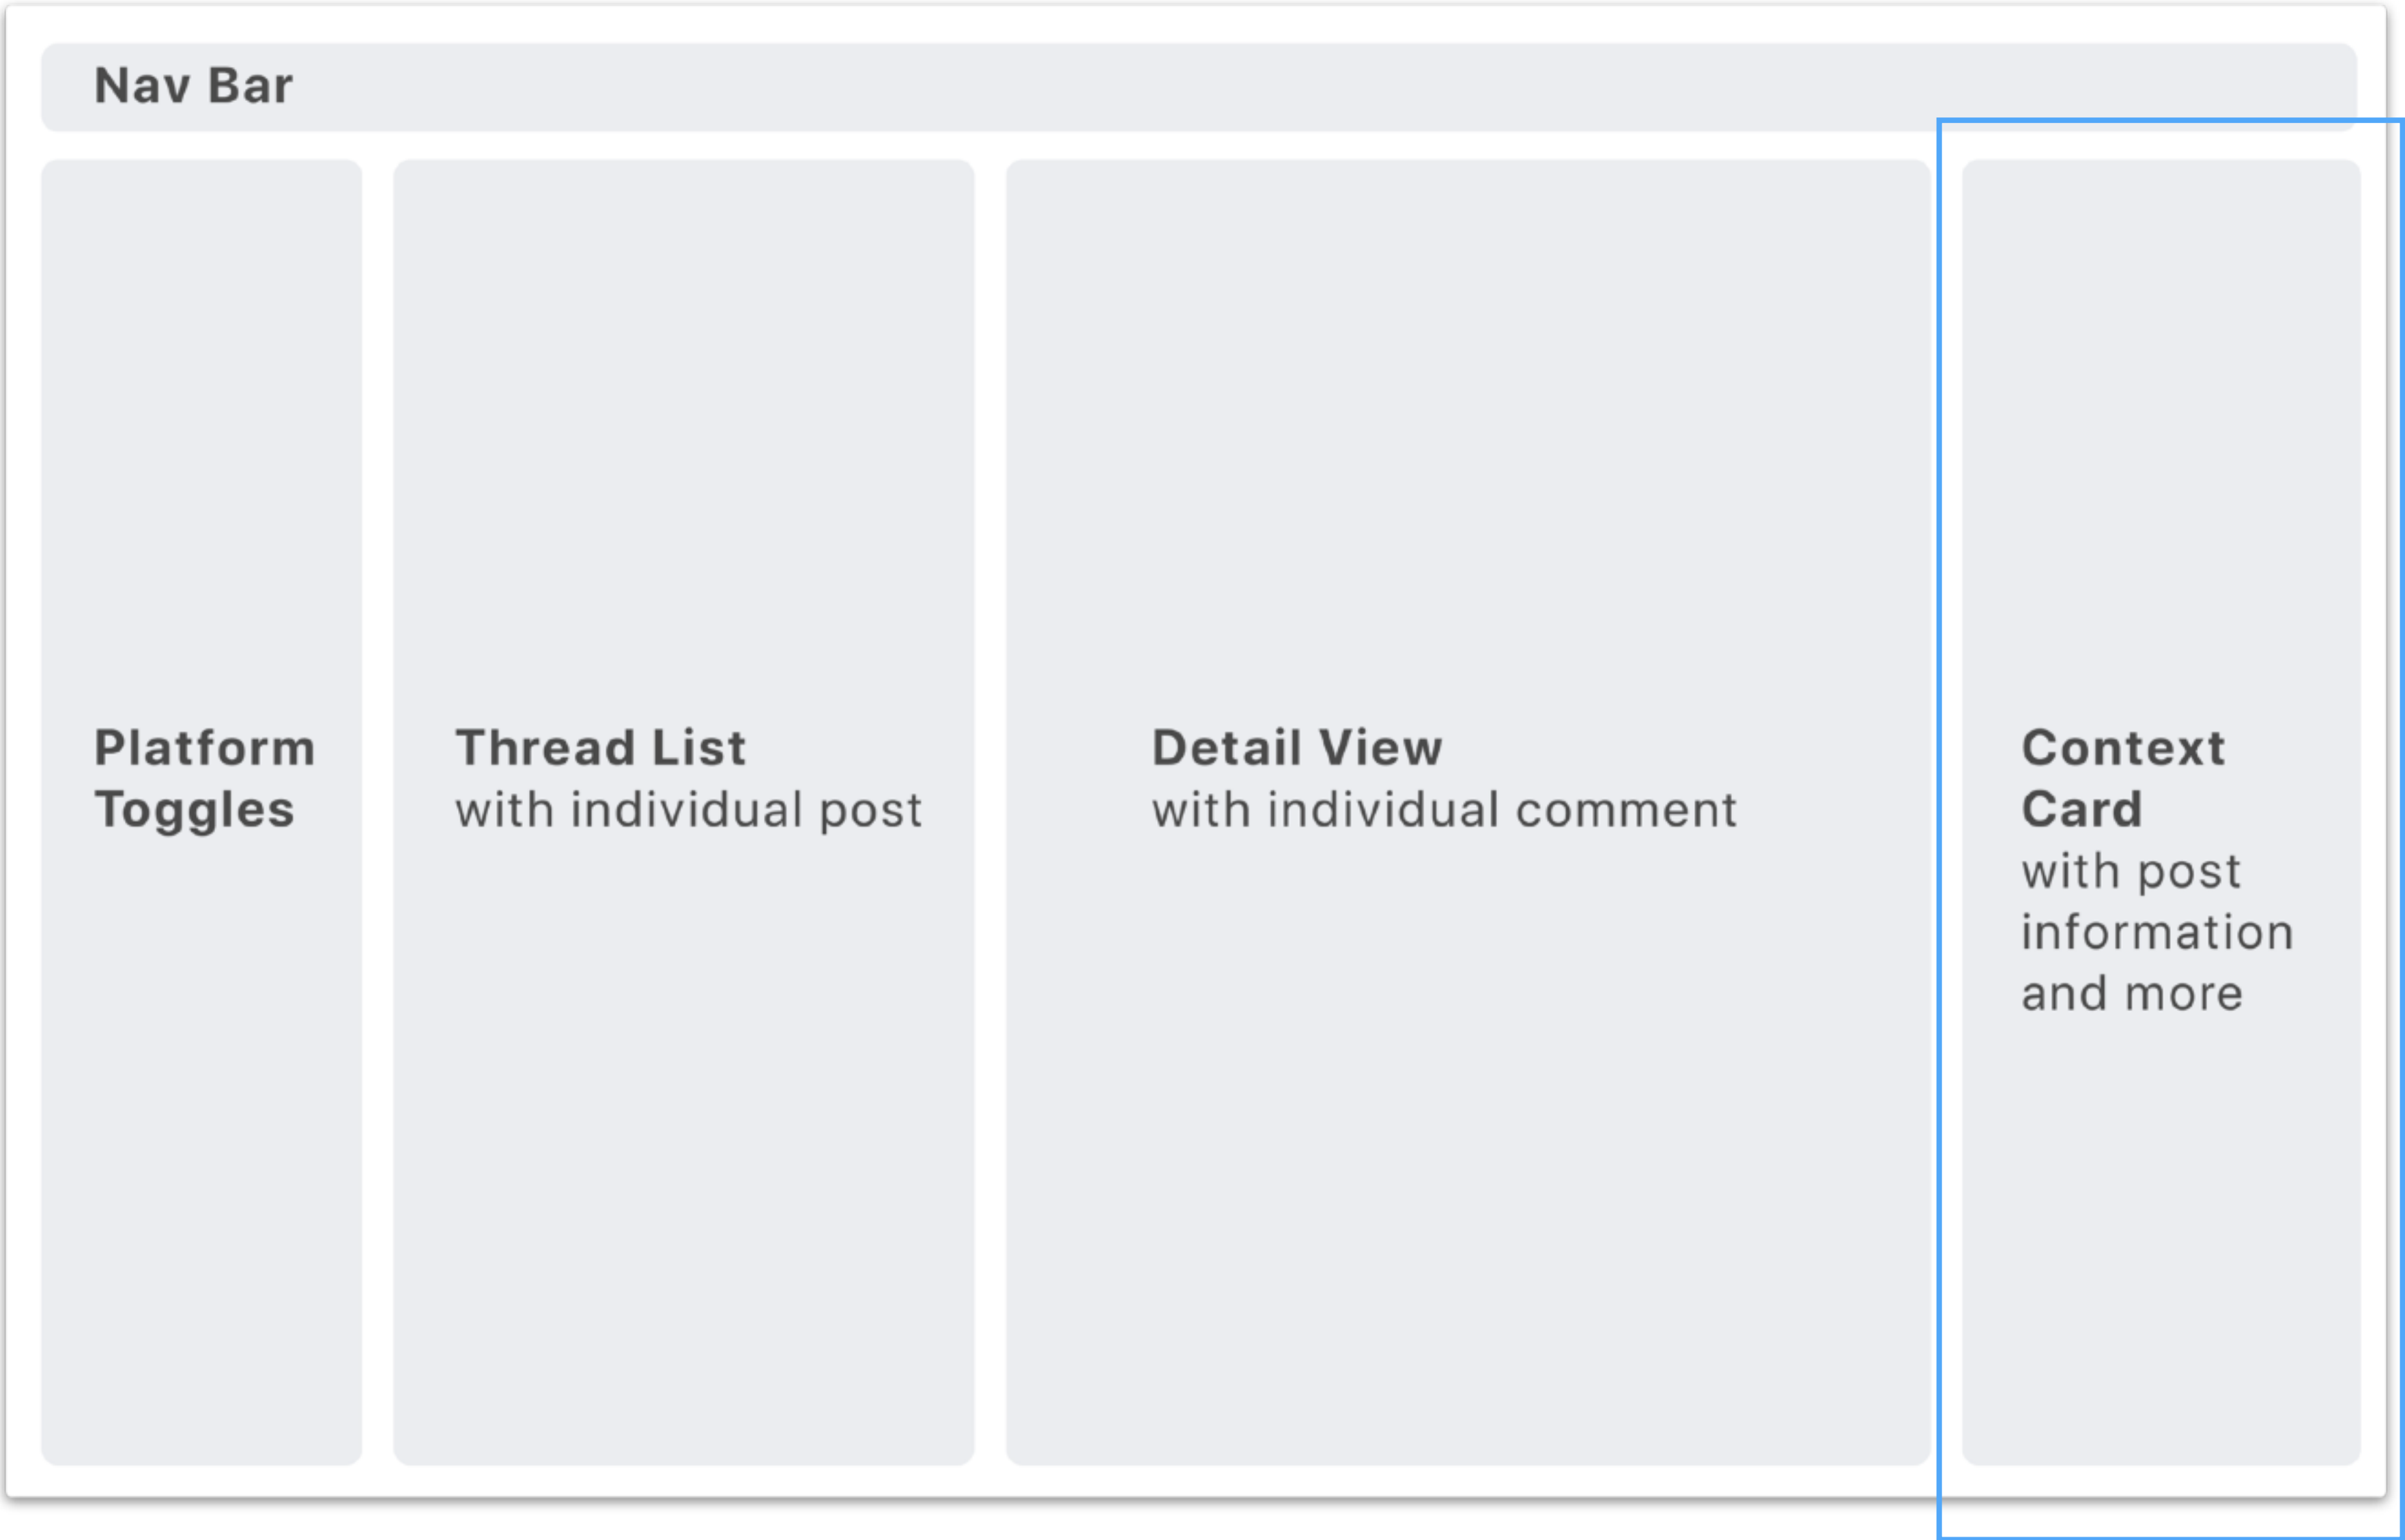 Nav Bar
Platform
Toggles
Thread List
with individual post
Detail View
with individual comment
Context
Card
with post
information
and more